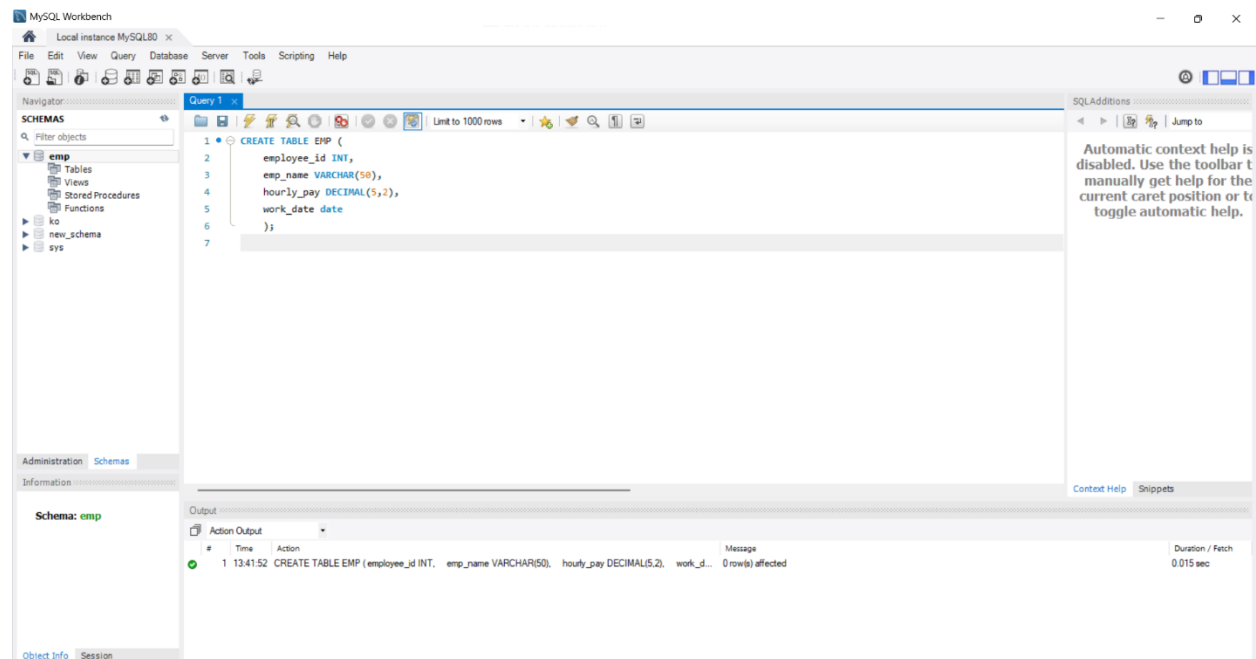 MySQL Workbench
Local instance MySQL80
File Edit View Query Database Server Tools Scripting Help
Navigator
SCHEMAS
Filter objects
emp
Tables
Views
Stored Procedures
Functions
ko
new_schema
sys
Administration Schemas
Information
Schema: emp
Object Info Session
Query 1
Limit to 1000 rows
1 CREATE TABLE EMP (
2 employee_id INT,
3 emp_name VARCHAR(50),
4 hourly_pay DECIMAL(5,2),
5 work_date date
6 );
7
SQLAdditions
Jump to
Automatic context help is
disabled. Use the toolbar t
manually get help for the
current caret position or to
toggle automatic help.
Context Help Snippets
Output
Action Output
# Time Action Message Duration / Fetch
1 13:41:52 CREATE TABLE EMP ( employee_id INT, emp_name VARCHAR(50), hourly_pay DECIMAL(5,2), work_d... 0 row(s) affected 0.015 sec